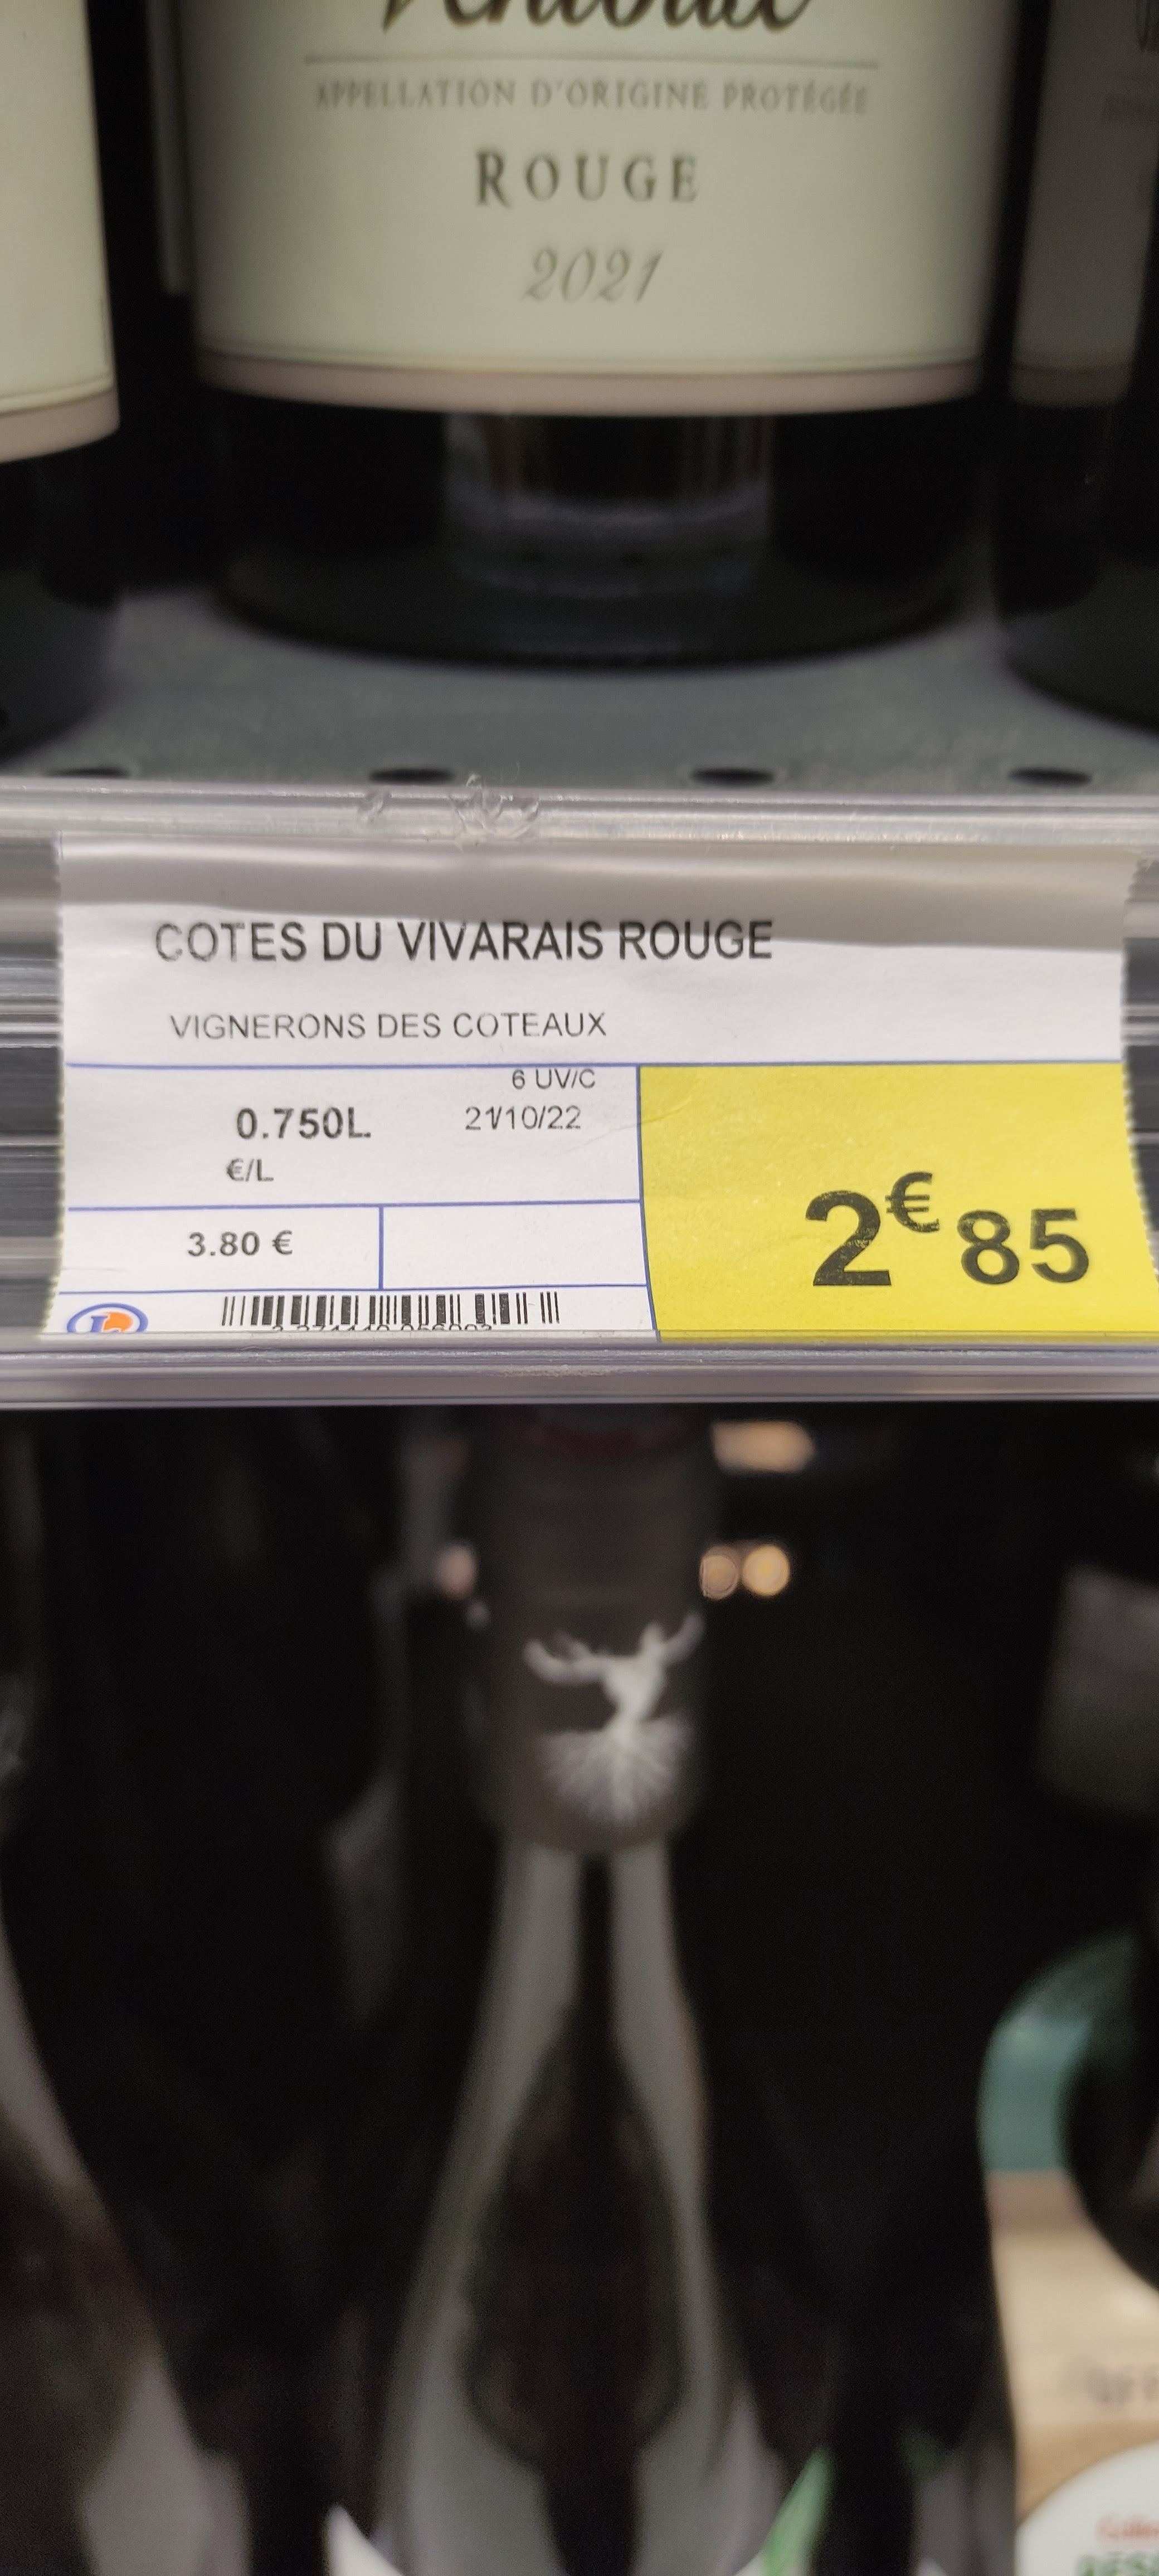 Ventoux
APPELLATION D'ORIGINE PROTÉGÉE
ROUGE
2021
COTES DU VIVARAIS ROUGE
VIGNERONS DES COTEAUX
6 UV/C
0.750L
21/10/22
€/L
3.80 €
2€85
L